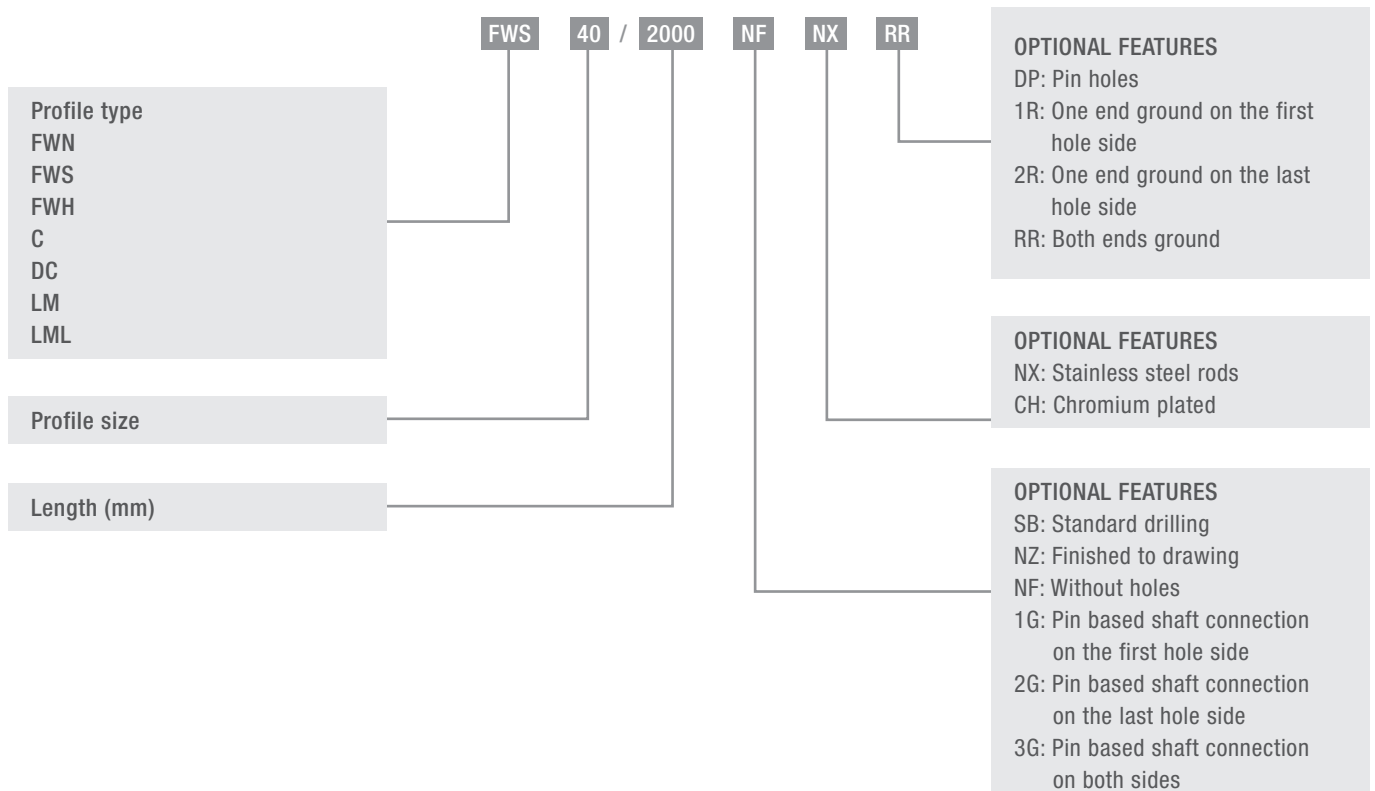 FWS 40 / 2000 NF NX RR
Profile type
FWN
FWS
FWH
C
DC
LM
LML
Profile size
Length (mm)
OPTIONAL FEATURES
DP: Pin holes
1R: One end ground on the first
hole side
2R: One end ground on the last
hole side
RR: Both ends ground
OPTIONAL FEATURES
NX: Stainless steel rods
CH: Chromium plated
OPTIONAL FEATURES
SB: Standard drilling
NZ: Finished to drawing
NF: Without holes
1G: Pin based shaft connection
on the first hole side
2G: Pin based shaft connection
on the last hole side
3G: Pin based shaft connection
on both sides